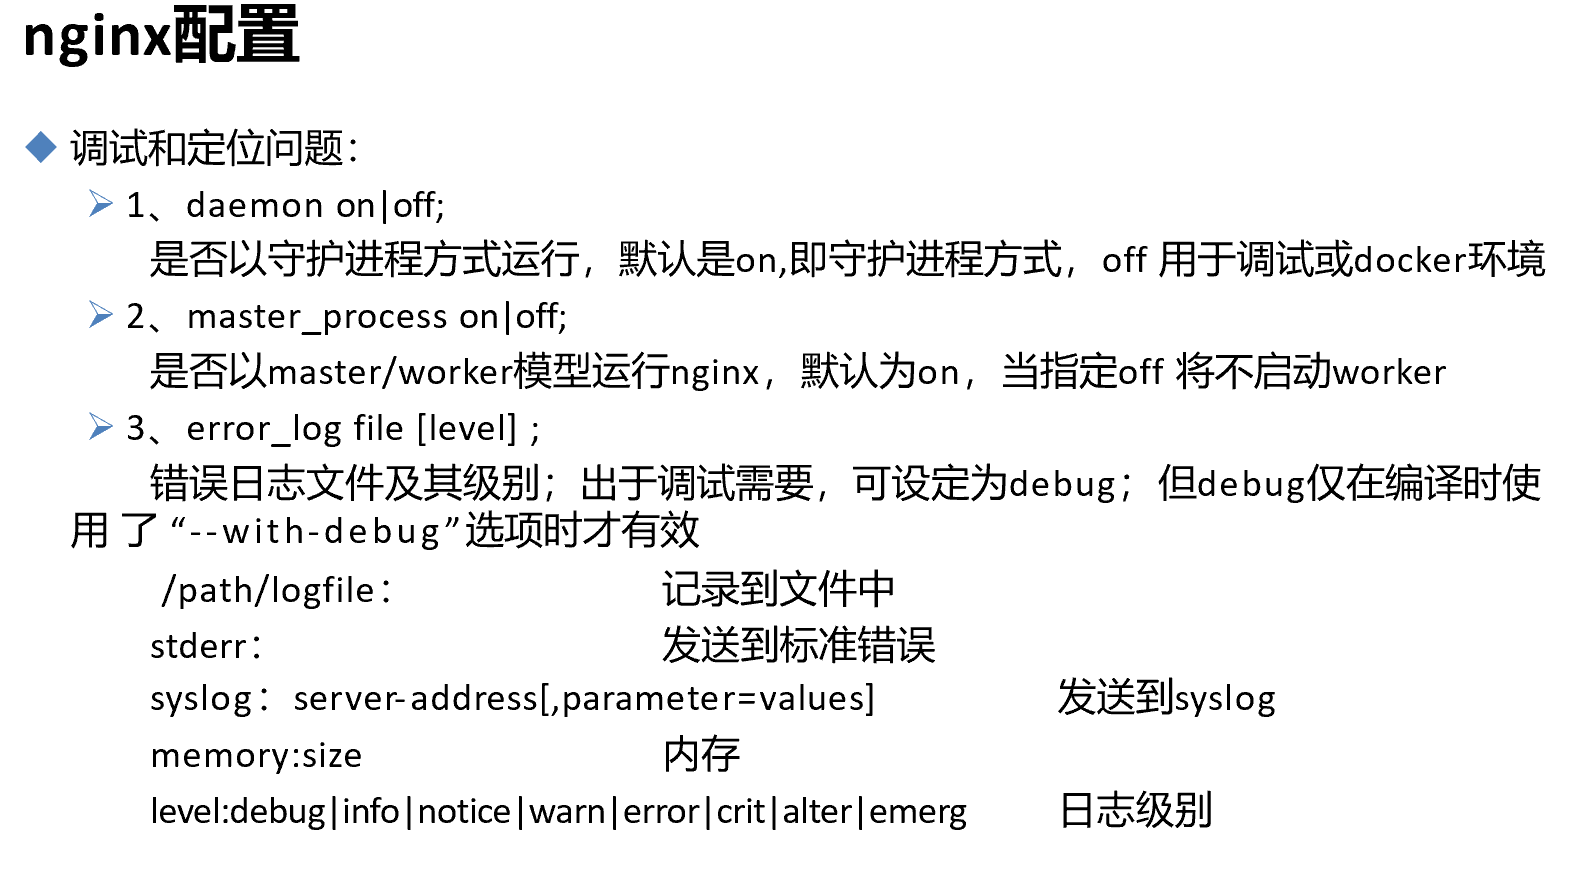 nginx配置
调试和定位问题：
1、daemon on|off;
是否以守护进程方式运行，默认是on,即守护进程方式，off 用于调试或docker环境
2、master_process on|off;
是否以master/worker模型运行nginx，默认为on，当指定off 将不启动worker
3、error_log file [level] ;
错误日志文件及其级别；出于调试需要，可设定为debug；但debug仅在编译时使
用 了 “--with-debug”选项时才有效
/path/logfile： 记录到文件中
stderr： 发送到标准错误
syslog：server-address[,parameter=values] 发送到syslog
memory:size 内存
level:debug|info|notice|warn|error|crit|alter|emerg 日志级别